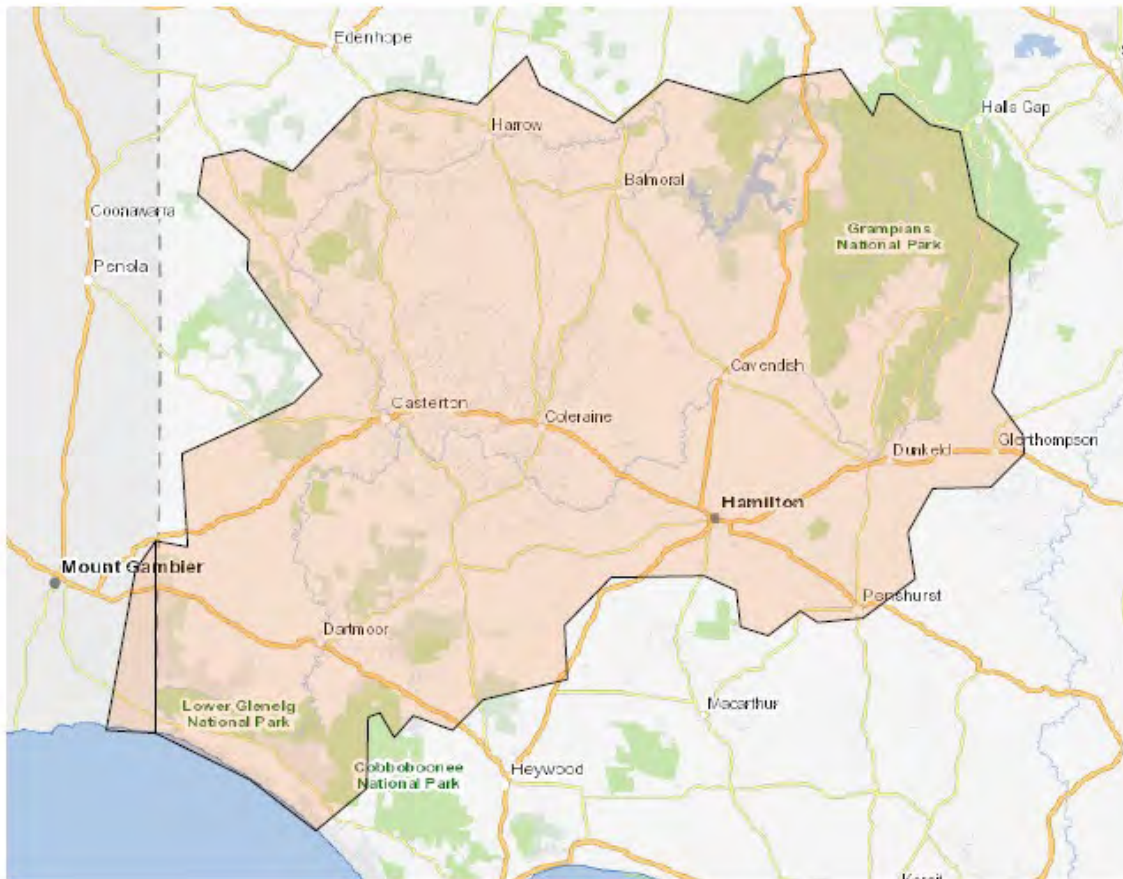 Edenhope
Halls Gap
Harrow
Balmoral
Coonawarra
Grampians
National Park
Penola
Cavendish
Casterton
Coleraine
Dunkeld
Glenthompson
Hamilton
Mount Gambier
Penshurst
Dartmoor
Lower Glenelg
National Park
Macarthur
Cobboboonee
National Park
Heywood